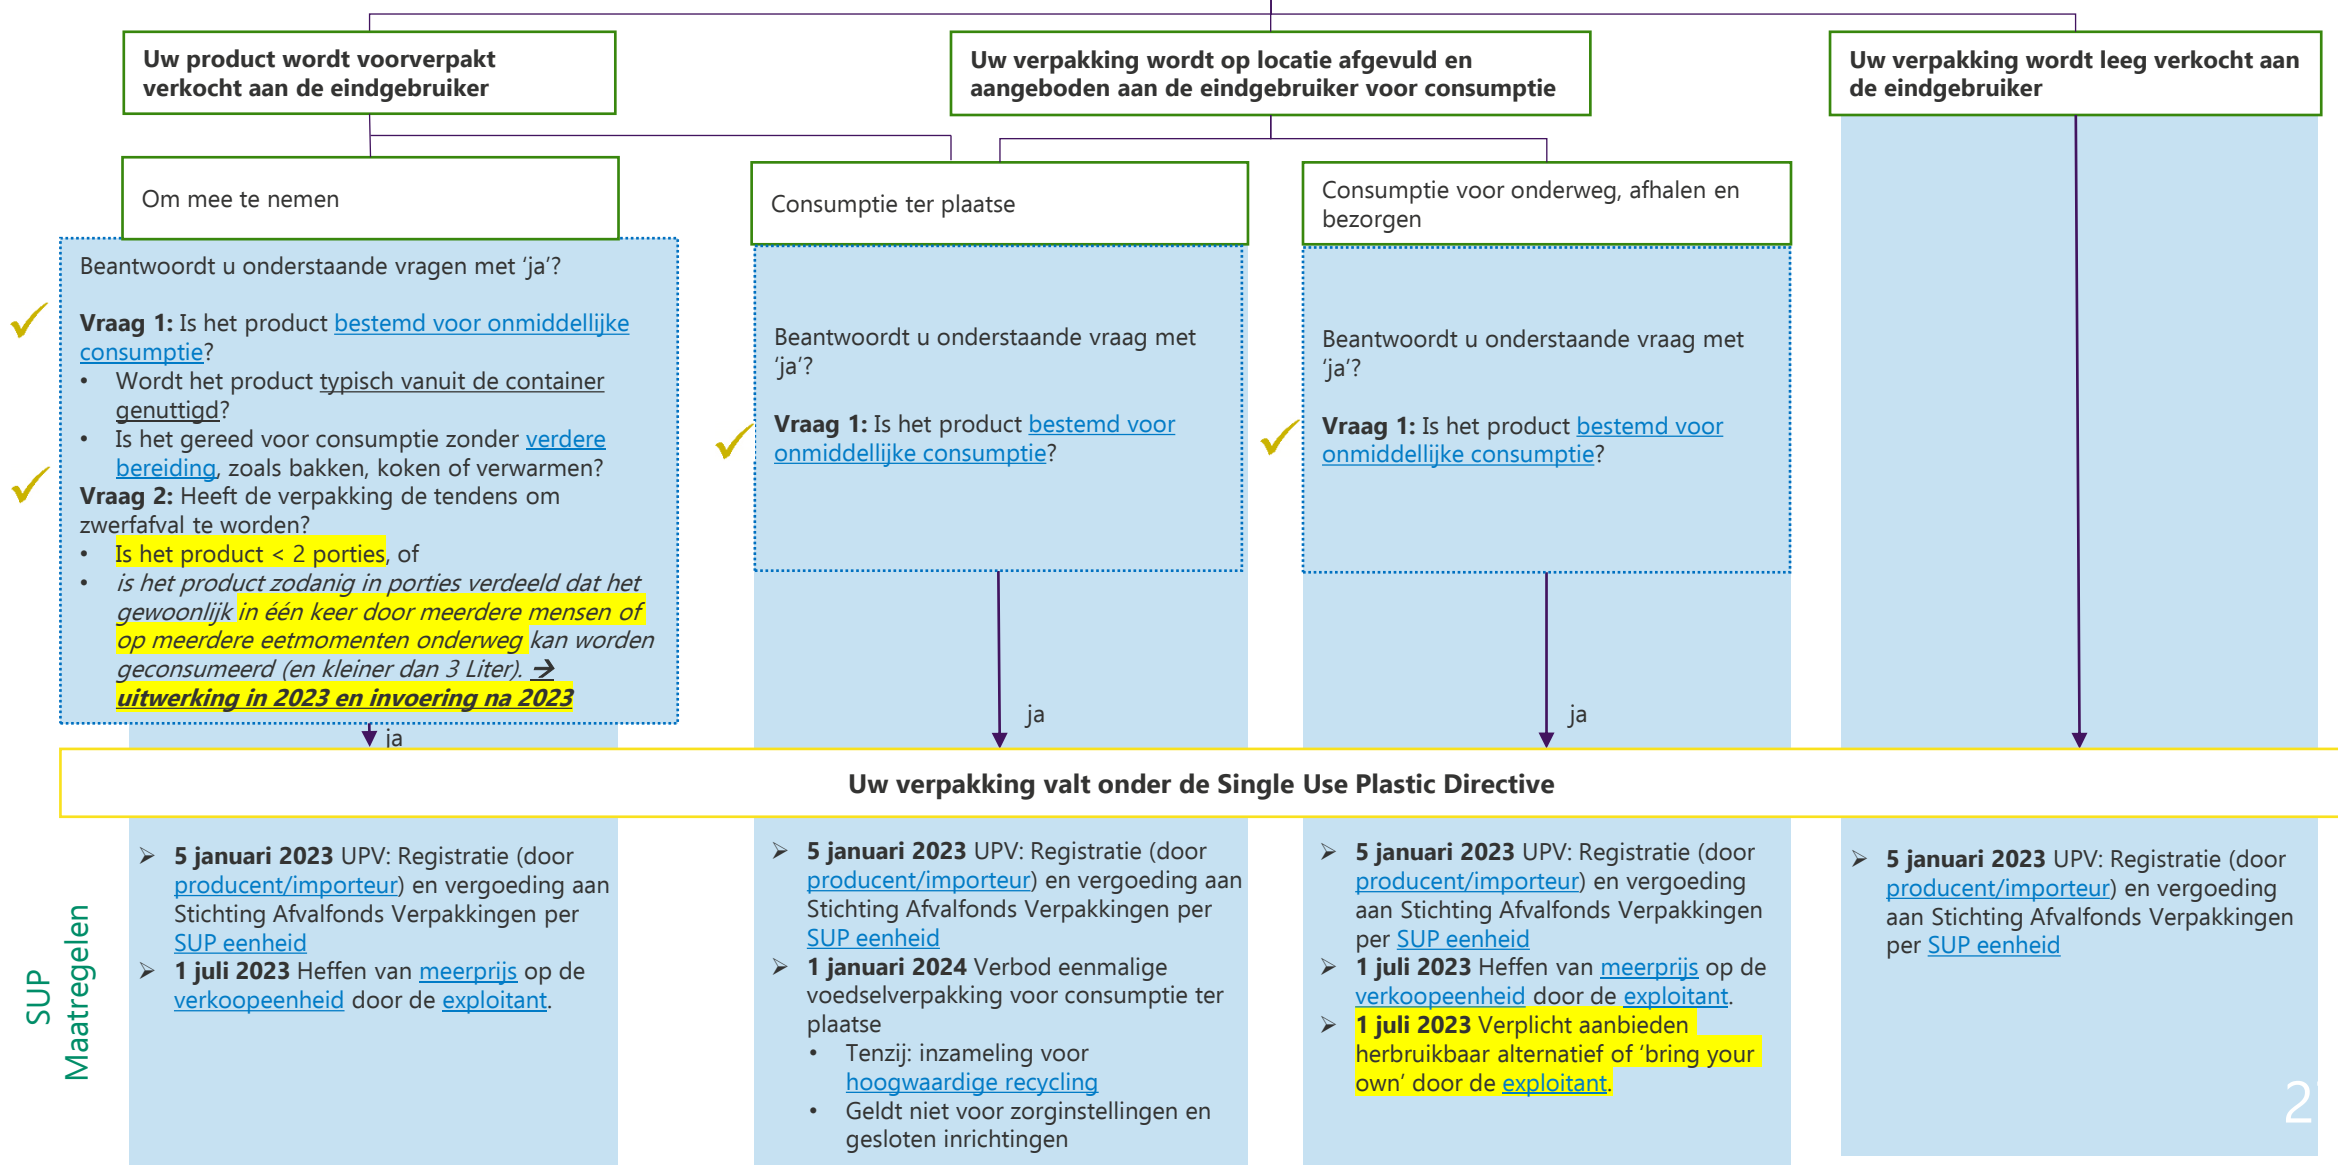 Uw product wordt voorverpakt
verkocht aan de eindgebruiker
Uw verpakking wordt op locatie afgevuld en
aangeboden aan de eindgebruiker voor consumptie
Uw verpakking wordt leeg verkocht aan
de eindgebruiker
Om mee te nemen
Consumptie ter plaatse
Consumptie voor onderweg, afhalen en
bezorgen
Beantwoordt u onderstaande vragen met ‘ja’?
Vraag 1: Is het product bestemd voor onmiddellijke
consumptie?
• Wordt het product typisch vanuit de container
genuttigd?
• Is het gereed voor consumptie zonder verdere
bereiding, zoals bakken, koken of verwarmen?
Vraag 2: Heeft de verpakking de tendens om
zwerfafval te worden?
• Is het product < 2 porties, of
• is het product zodanig in porties verdeeld dat het
gewoonlijk in één keer door meerdere mensen of
op meerdere eetmomenten onderweg kan worden
geconsumeerd (en kleiner dan 3 Liter). →
uitwerking in 2023 en invoering na 2023
ja
Beantwoordt u onderstaande vraag met
‘ja’?
Vraag 1: Is het product bestemd voor
onmiddellijke consumptie?
ja
Beantwoordt u onderstaande vraag met
‘ja’?
Vraag 1: Is het product bestemd voor
onmiddellijke consumptie?
ja
Uw verpakking valt onder de Single Use Plastic Directive
SUP
Maatregelen
➢ 5 januari 2023 UPV: Registratie (door
producent/importeur) en vergoeding aan
Stichting Afvalfonds Verpakkingen per
SUP eenheid
➢ 1 juli 2023 Heffen van meerprijs op de
verkoopeenheid door de exploitant.
➢ 5 januari 2023 UPV: Registratie (door
producent/importeur) en vergoeding aan
Stichting Afvalfonds Verpakkingen per
SUP eenheid
➢ 1 januari 2024 Verbod eenmalige
voedselverpakking voor consumptie ter
plaatse
• Tenzij: inzameling voor
hoogwaardige recycling
• Geldt niet voor zorginstellingen en
gesloten inrichtingen
➢ 5 januari 2023 UPV: Registratie (door
producent/importeur) en vergoeding
aan Stichting Afvalfonds Verpakkingen
per SUP eenheid
➢ 1 juli 2023 Heffen van meerprijs op de
verkoopeenheid door de exploitant.
➢ 1 juli 2023 Verplicht aanbieden
herbruikbaar alternatief of ‘bring your
own’ door de exploitant.
➢ 5 januari 2023 UPV: Registratie (door
producent/importeur) en vergoeding
aan Stichting Afvalfonds Verpakkingen
per SUP eenheid